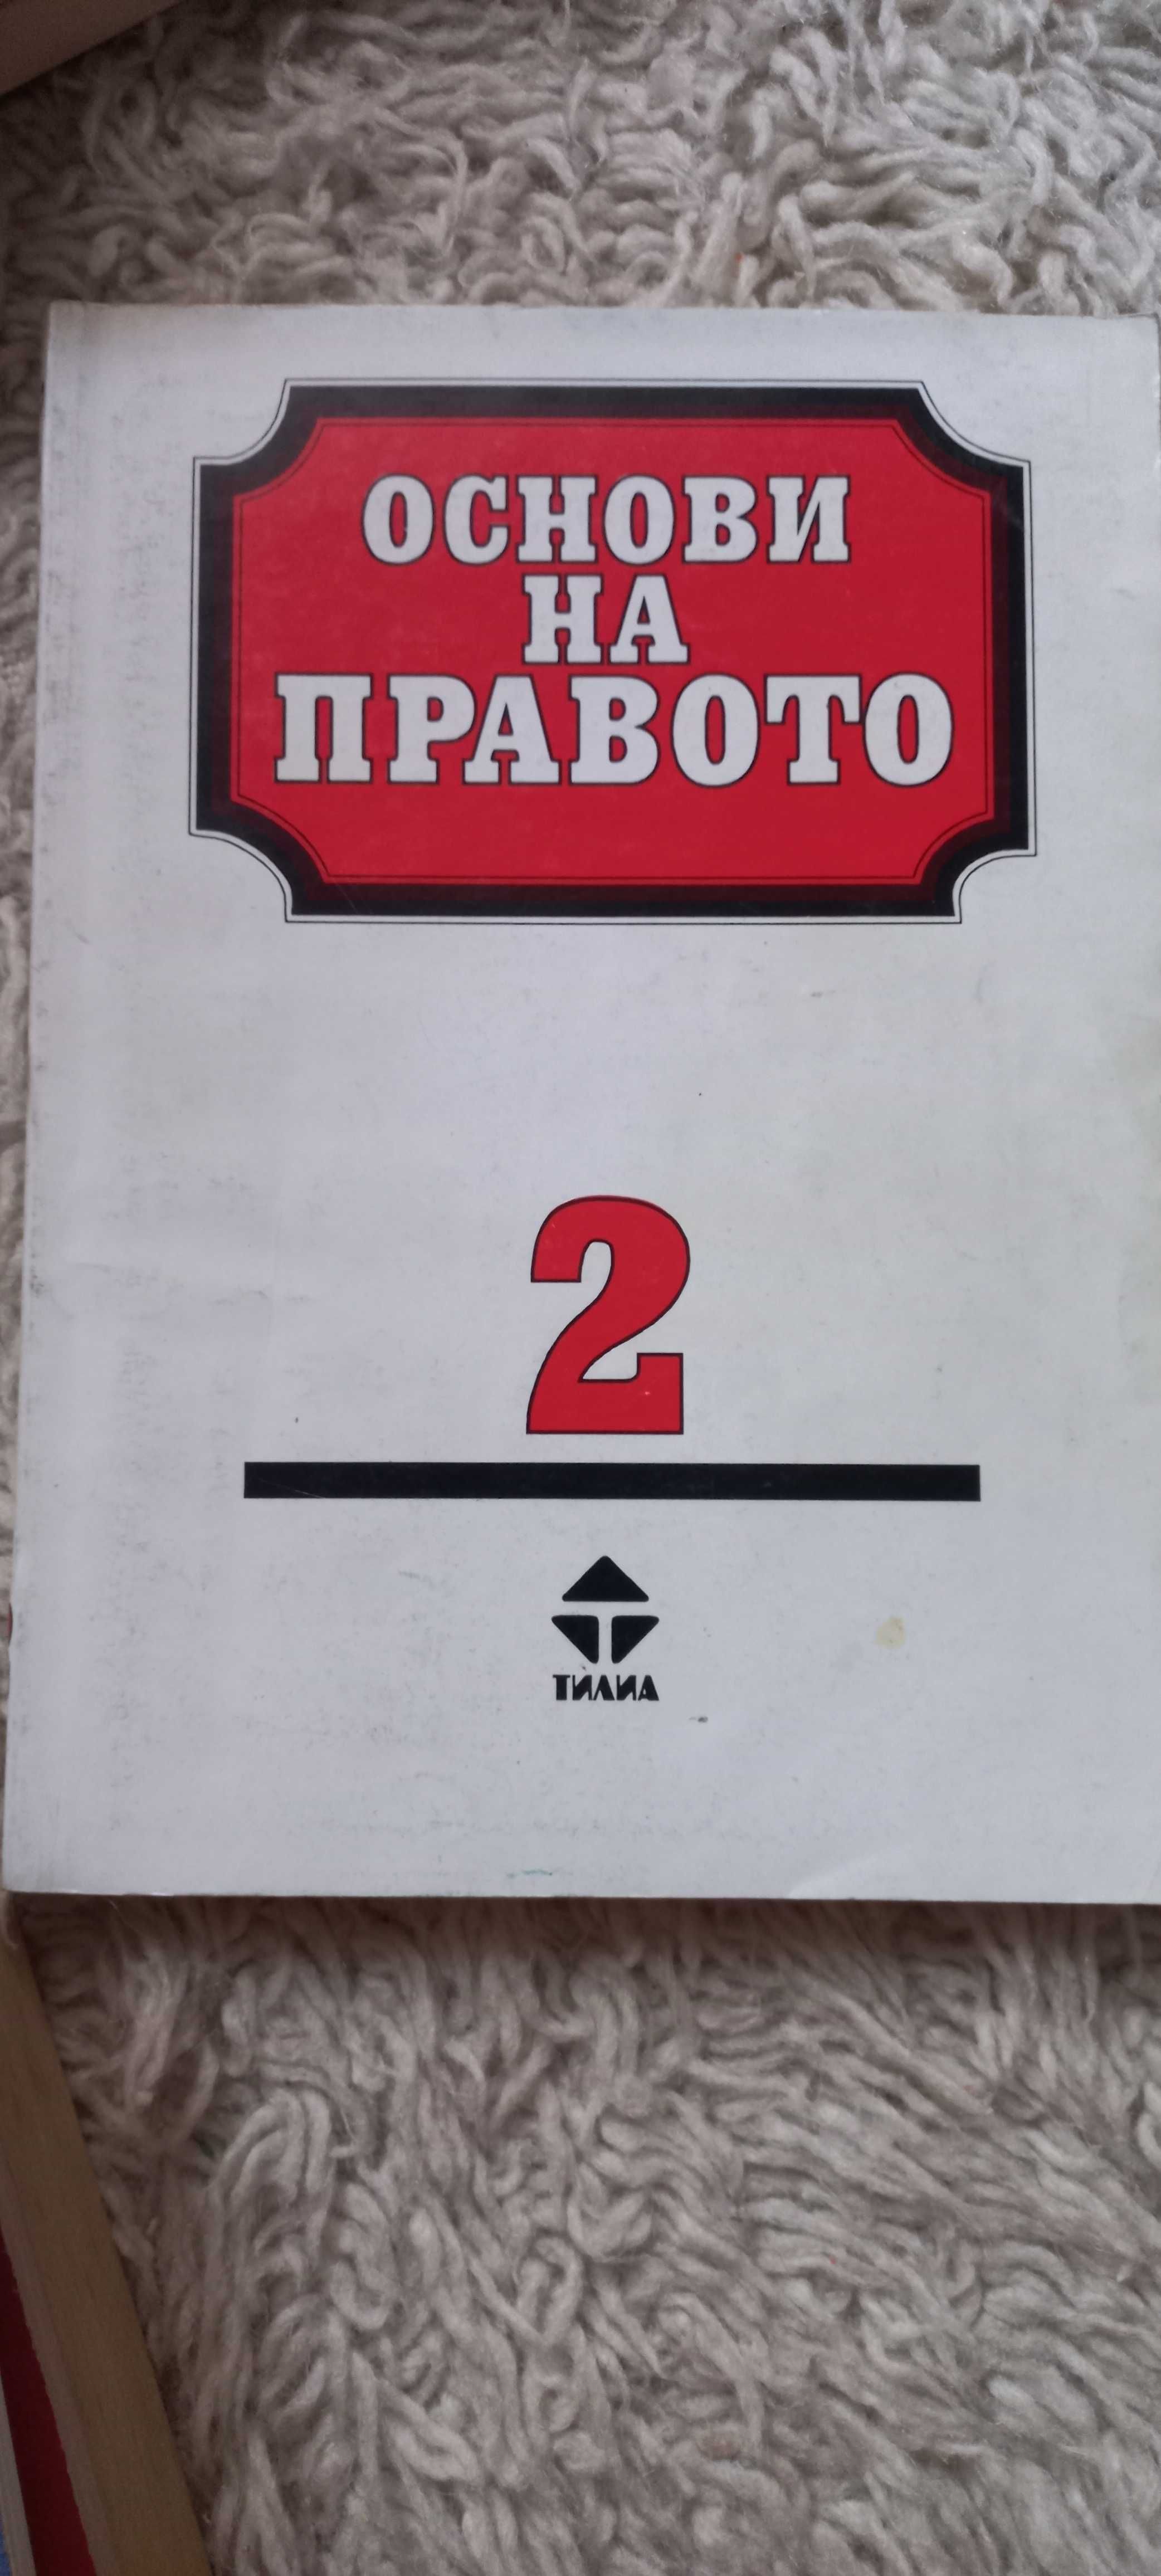 ОСНОВИ
НА
ПРАВОТО
2
ТИЛИА